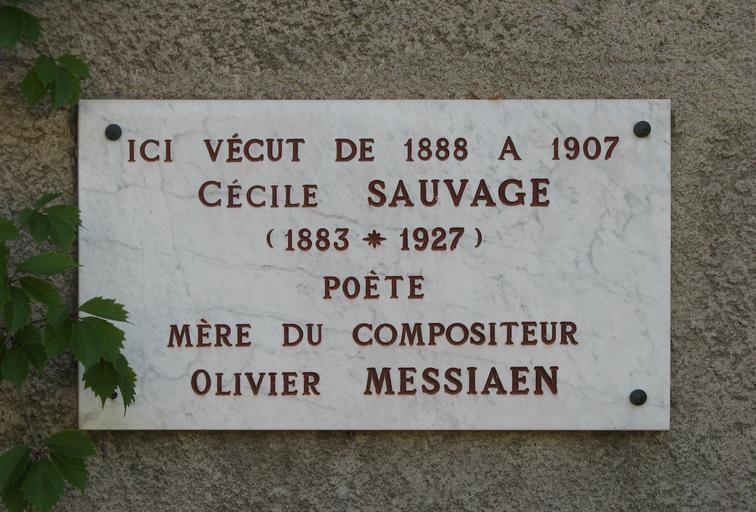 ICI VÉCUT DE 1888 A 1907
CÉCILE SAUVAGE
(1883 * 1927)
POÈTE
MÈRE DU COMPOSITEUR
OLIVIER MESSIAEN